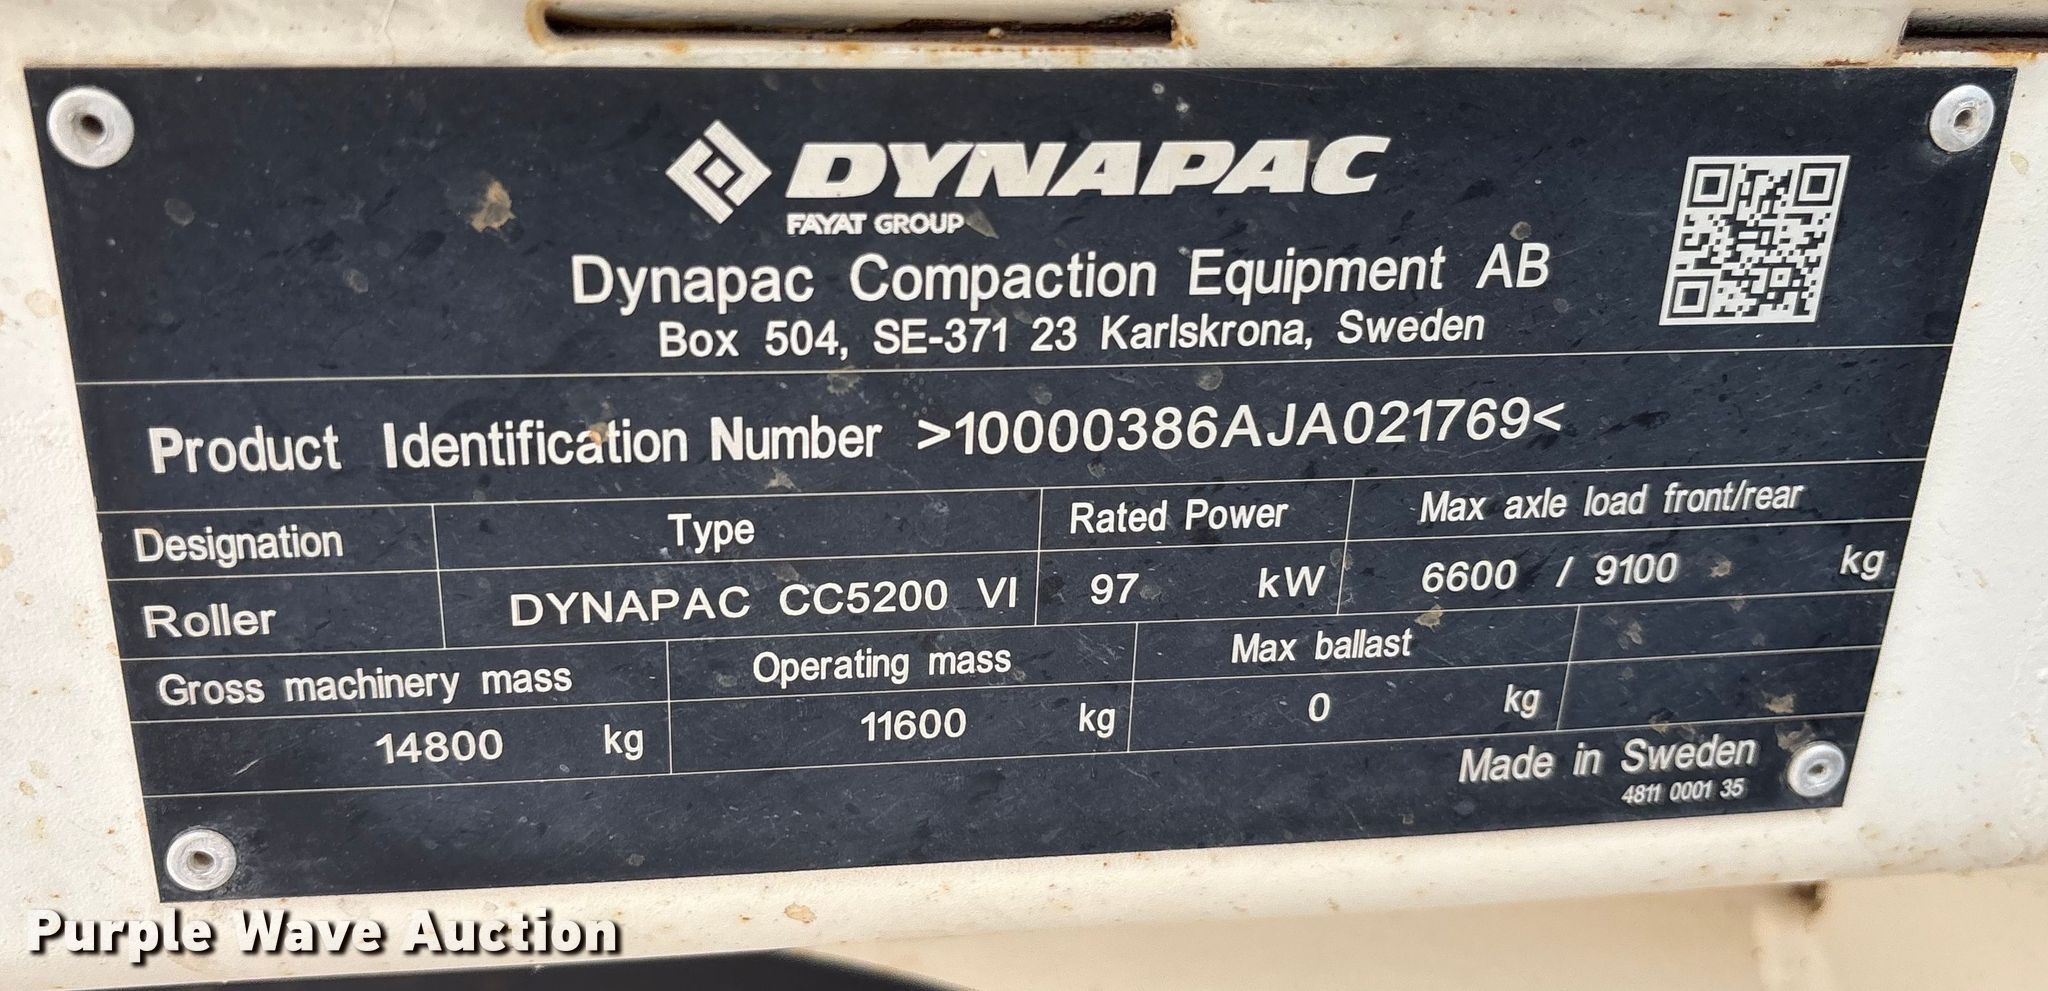 DYNAPAC
FAYAT GROUP
Dynapac Compaction Equipment AB
Box 504, SE-371 23 Karlskrona, Sweden
Product Identification Number >10000386AJA021769<
Designation Type Rated Power Max axle load front/rear
Roller DYNAPAC CC5200 VI 97 kW 6600 / 9100 kg
Gross machinery mass Operating mass Max ballast
14800 kg 11600 kg 0 kg
Made in Sweden
4811 0001 35
Purple Wave Auction